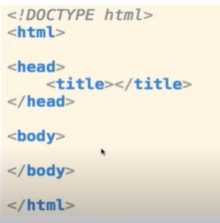 <!DOCTYPE html>
<html>
<head>
<title></title>
</head>
<body>
</body>
</html>